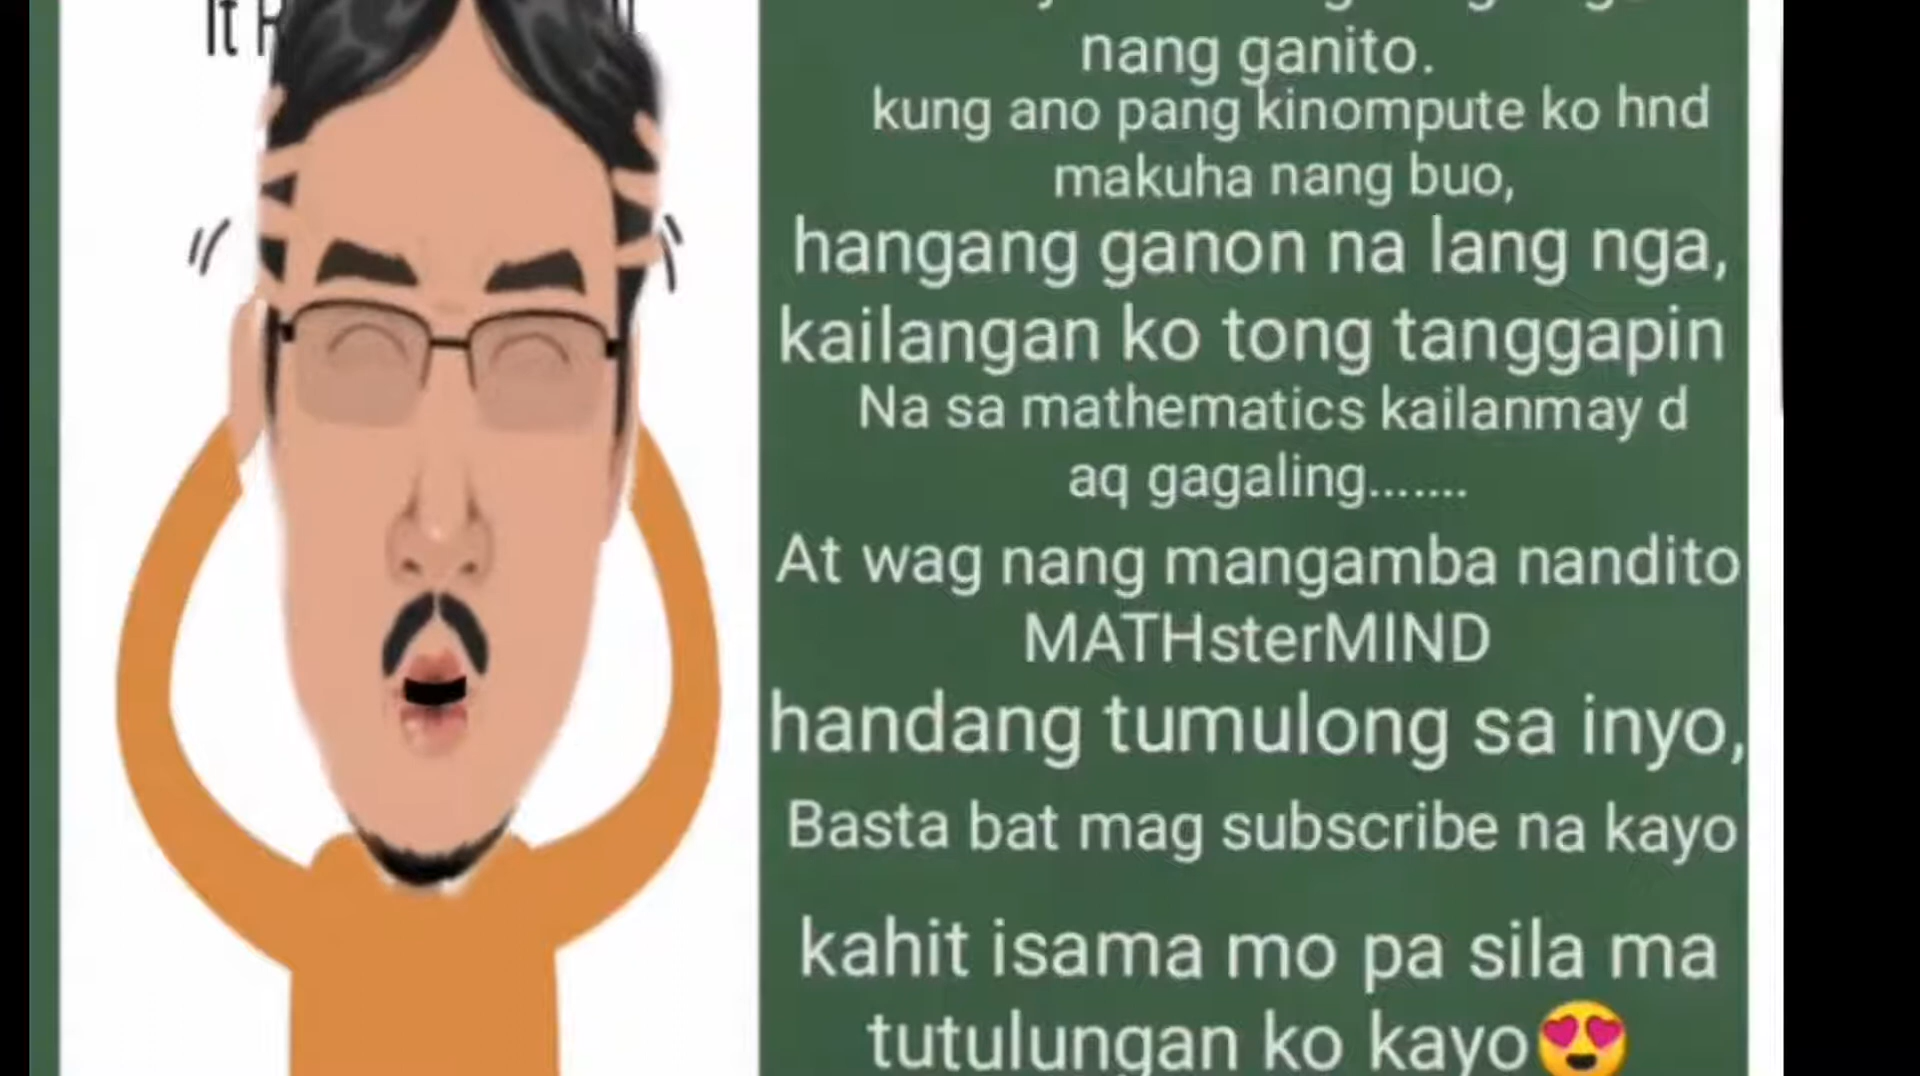 It
nang ganito.
kung ano pang kinompute ko hnd
makuha nang buo,
hangang ganon na lang nga,
kailangan ko tong tanggapin
Na sa mathematics kailanmay d
aq gagaling.......
At wag nang mangamba nandito
MATHsterMIND
handang tumulong sa inyo,
Basta bat mag subscribe na kayo
kahit isama mo pa sila ma
tutulungan ko kayo😍